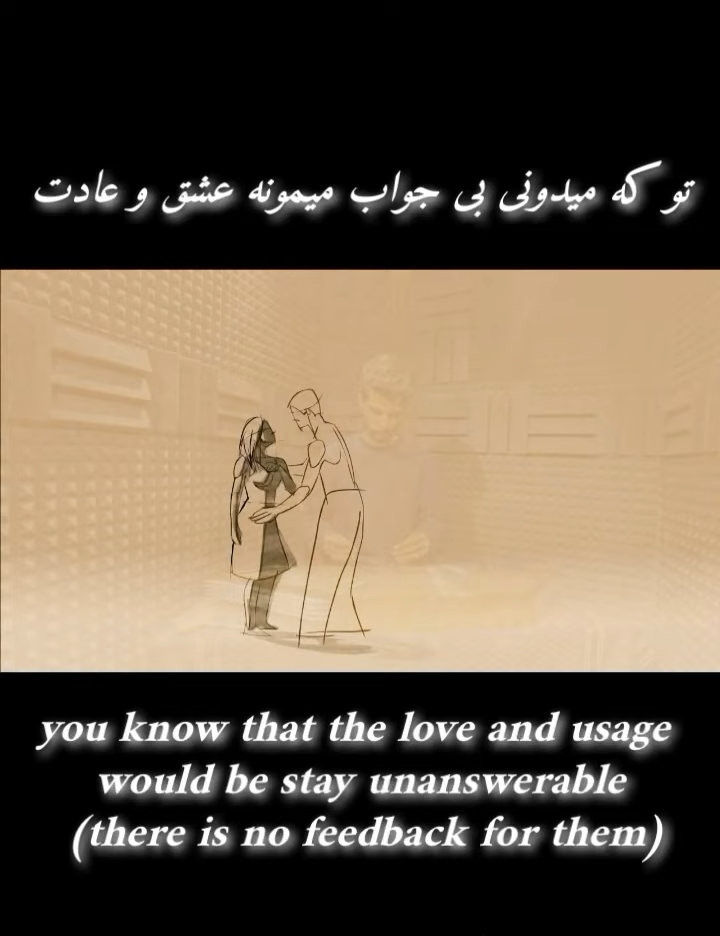 تو که میدونی بی جواب میمونه عشق و عادت
you know that the love and usage
would be stay unanswerable
(there is no feedback for them)